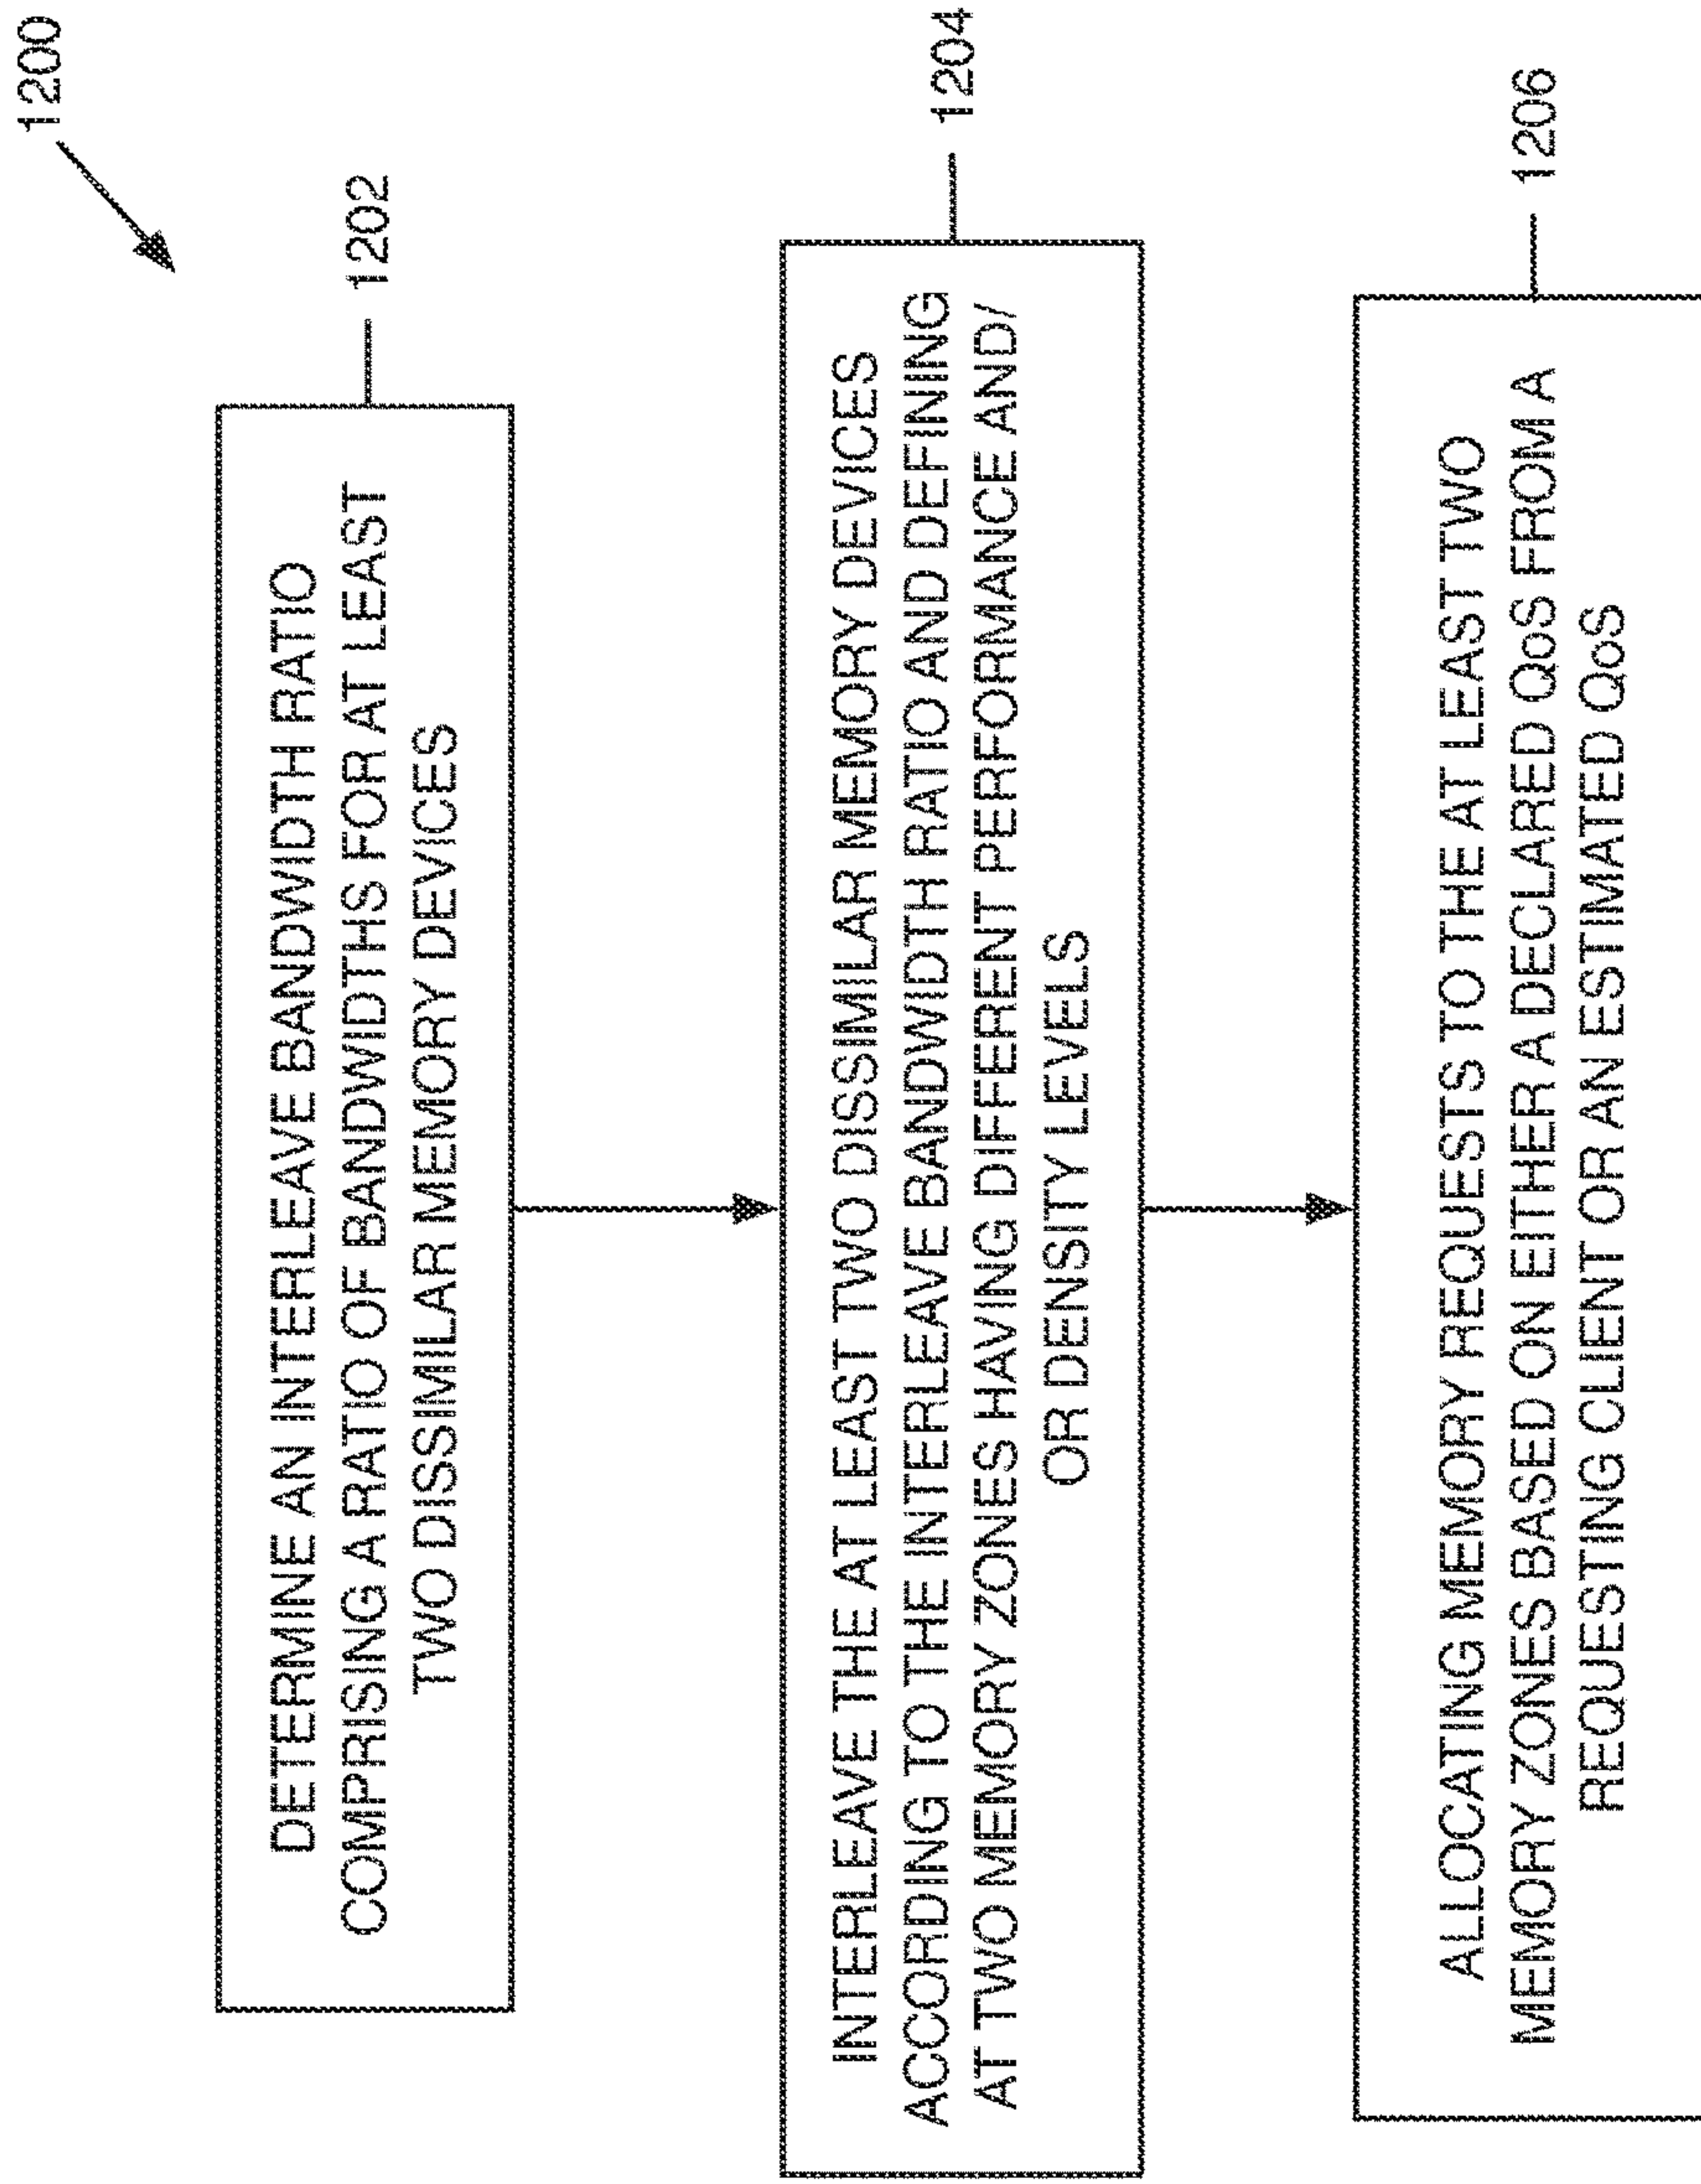 1200
DETERMINE AN INTERLEAVE BANDWIDTH RATIO
COMPRISING A RATIO OF BANDWIDTHS FOR AT LEAST
TWO DISSIMILAR MEMORY DEVICES
1202
INTERLEAVE THE AT LEAST TWO DISSIMILAR MEMORY DEVICES
ACCORDING TO THE INTERLEAVE BANDWIDTH RATIO AND DEFINING
AT TWO MEMORY ZONES HAVING DIFFERENT PERFORMANCE AND/
OR DENSITY LEVELS
1204
ALLOCATING MEMORY REQUESTS TO THE AT LEAST TWO
MEMORY ZONES BASED ON EITHER A DECLARED QoS FROM A
REQUESTING CLIENT OR AN ESTIMATED QoS
1206